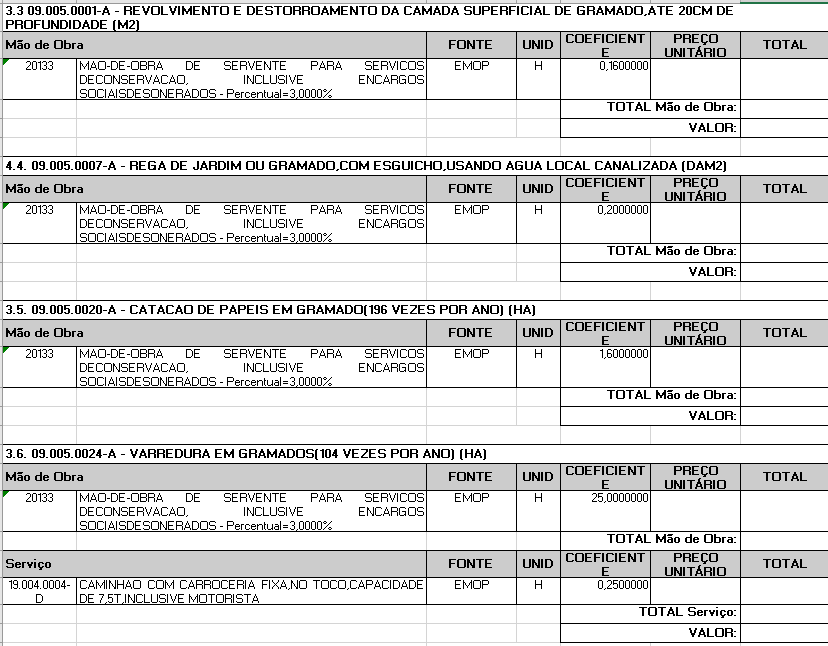 3.3 09.005.0001-A - REVOLVIMENTO E DESTORROAMENTO DA CAMADA SUPERFICIAL DE GRAMADO,ATE 20CM DE
PROFUNDIDADE (M2)
Mão de Obra FONTE UNID COEFICIENT
E PREÇO
UNITÁRIO TOTAL
20133 MAO-DE-OBRA DE SERVENTE PARA SERVICOS EMOP H 0,1600000
DECONSERVACAO, INCLUSIVE ENCARGOS
SOCIAISDESONERADOS - Percentual=3,0000%
TOTAL Mão de Obra:
VALOR:
4.4. 09.005.0007-A - REGA DE JARDIM OU GRAMADO,COM ESGUICHO,USANDO AGUA LOCAL CANALIZADA (DAM2)
Mão de Obra FONTE UNID COEFICIENT
E PREÇO
UNITÁRIO TOTAL
20133 MAO-DE-OBRA DE SERVENTE PARA SERVICOS EMOP H 0,2000000
DECONSERVACAO, INCLUSIVE ENCARGOS
SOCIAISDESONERADOS - Percentual=3,0000%
TOTAL Mão de Obra:
VALOR:
3.5. 09.005.0020-A - CATACAO DE PAPEIS EM GRAMADO(196 VEZES POR ANO) (HA)
Mão de Obra FONTE UNID COEFICIENT
E PREÇO
UNITÁRIO TOTAL
20133 MAO-DE-OBRA DE SERVENTE PARA SERVICOS EMOP H 1,6000000
DECONSERVACAO, INCLUSIVE ENCARGOS
SOCIAISDESONERADOS - Percentual=3,0000%
TOTAL Mão de Obra:
VALOR:
3.6. 09.005.0024-A - VARREDURA EM GRAMADOS(104 VEZES POR ANO) (HA)
Mão de Obra FONTE UNID COEFICIENT
E PREÇO
UNITÁRIO TOTAL
20133 MAO-DE-OBRA DE SERVENTE PARA SERVICOS EMOP H 25,0000000
DECONSERVACAO, INCLUSIVE ENCARGOS
SOCIAISDESONERADOS - Percentual=3,0000%
TOTAL Mão de Obra:
Serviço FONTE UNID COEFICIENT
E PREÇO
UNITÁRIO TOTAL
19.004.0004-
D CAMINHAO COM CARROCERIA FIXA,NO TOCO,CAPACIDADE EMOP H 0,2500000
DE 7,5T,INCLUSIVE MOTORISTA
TOTAL Serviço:
VALOR: